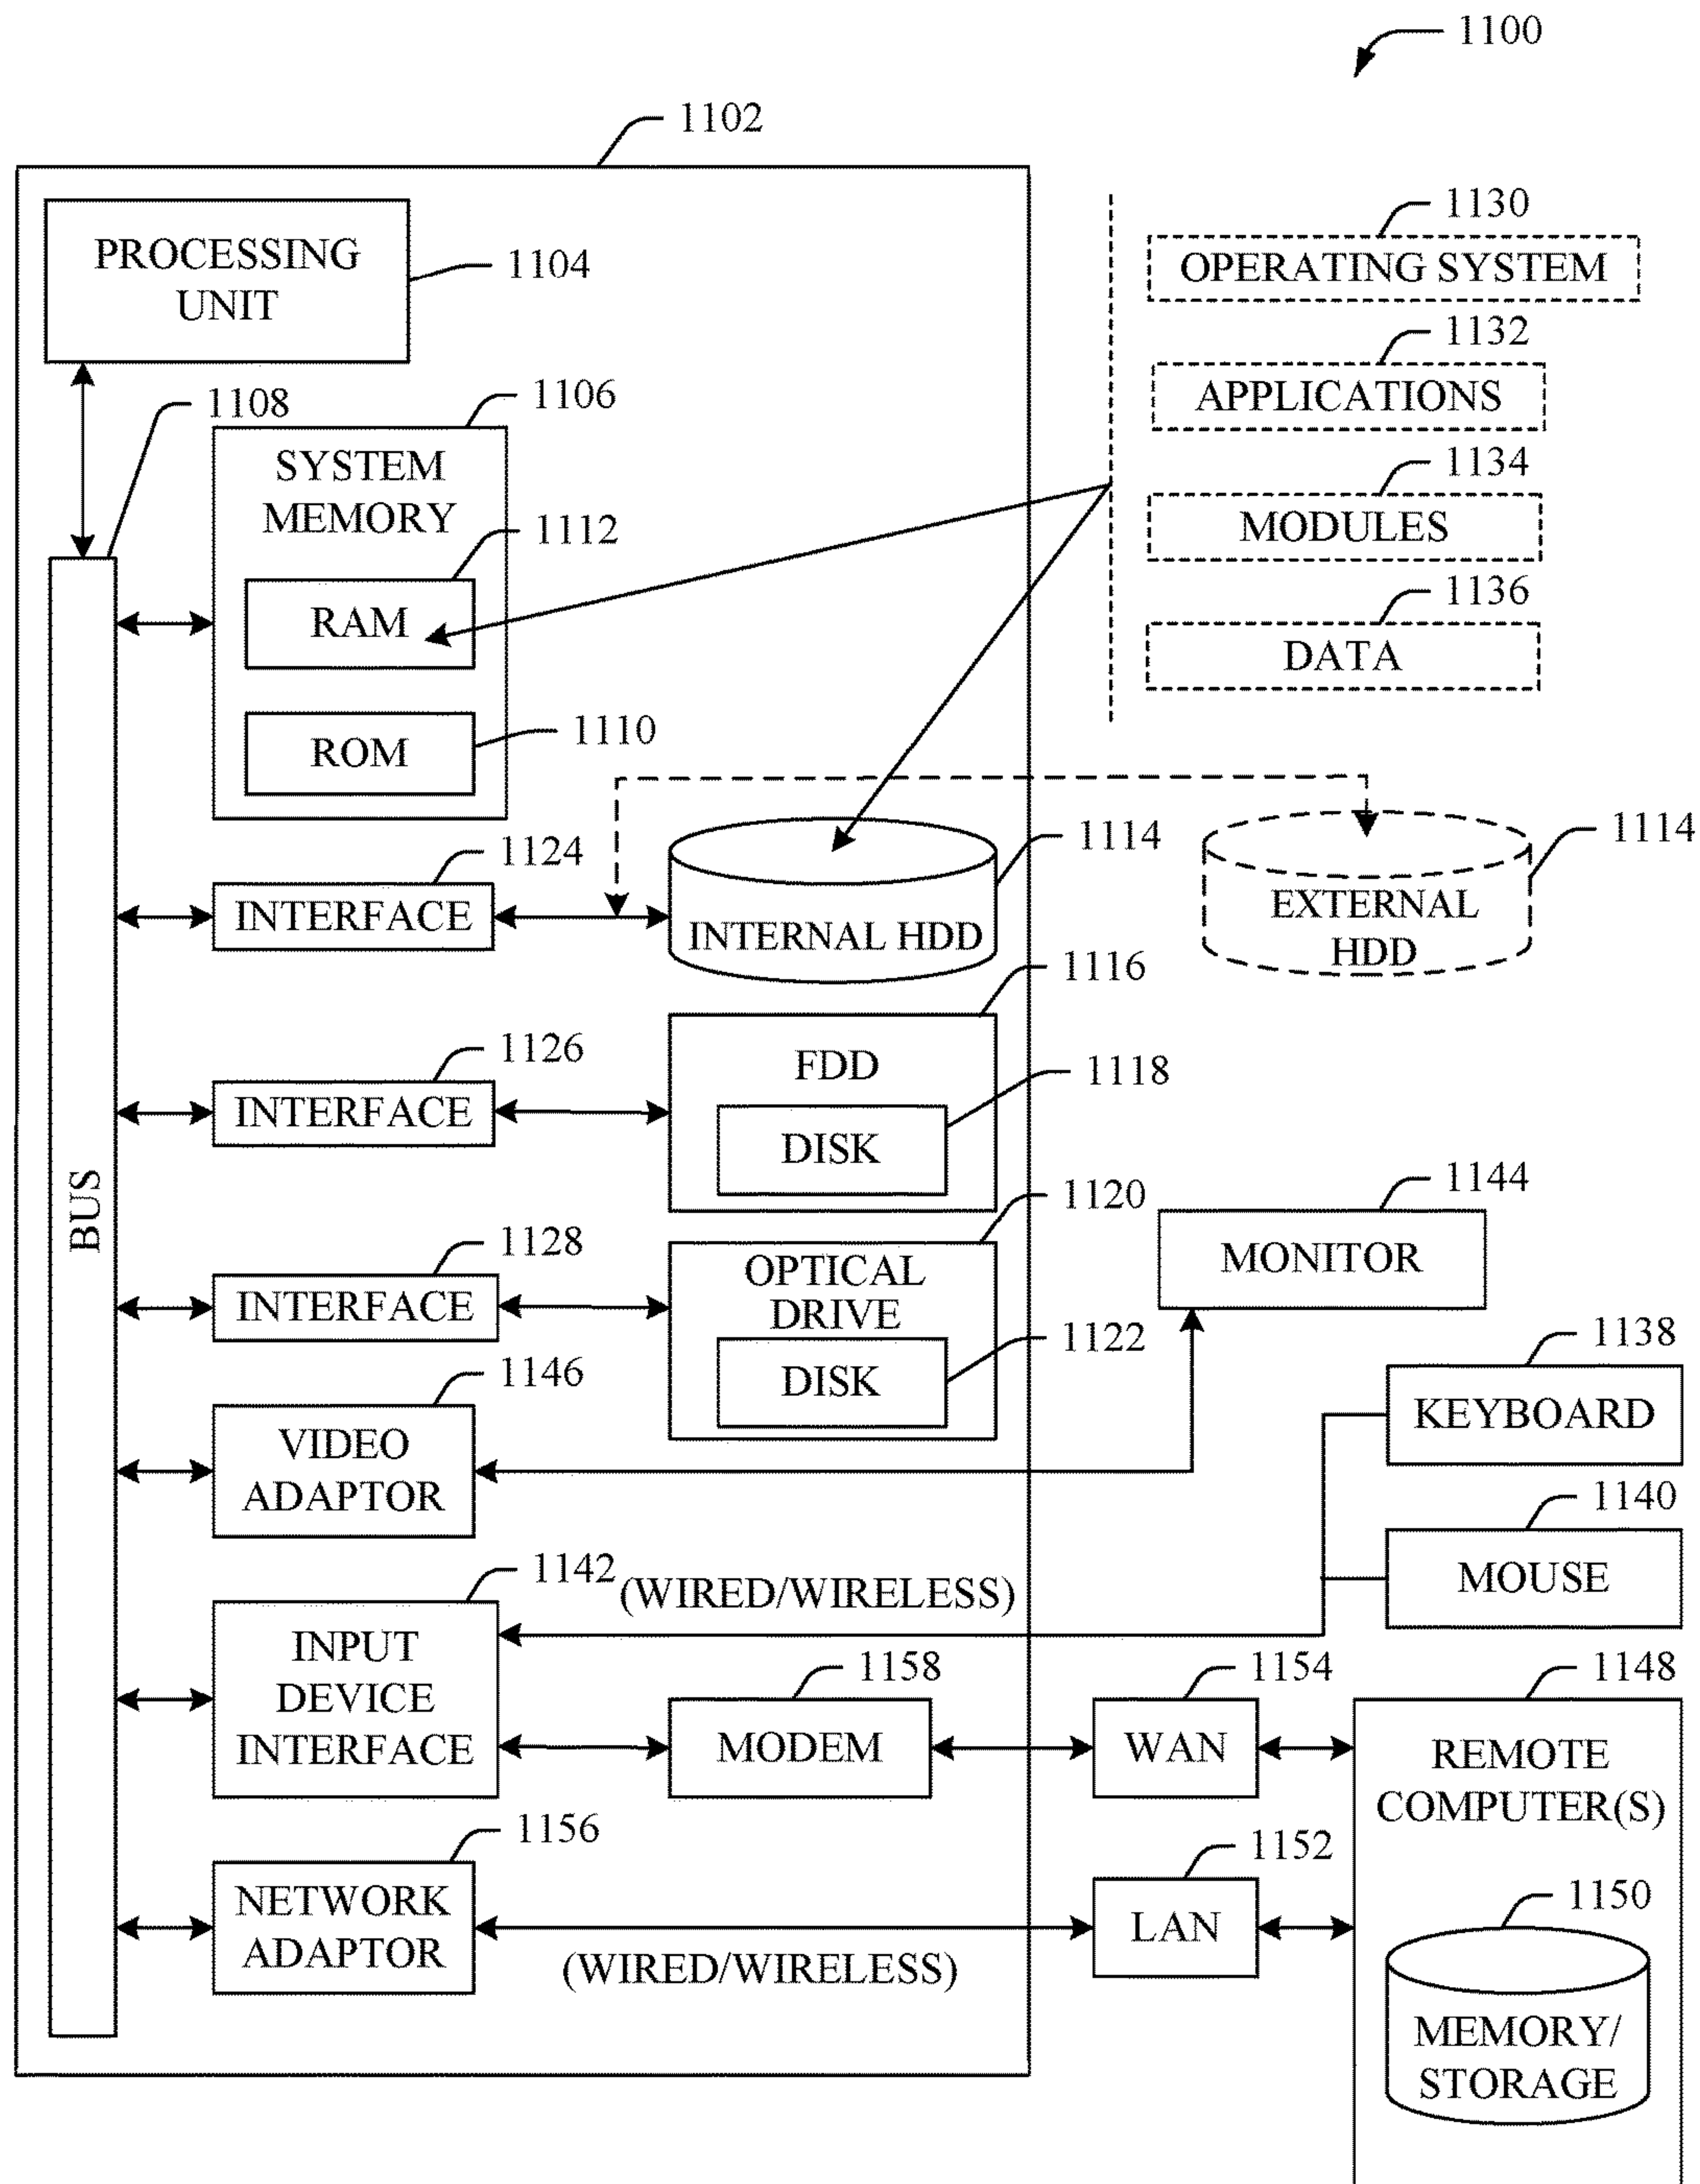 1100
1102
PROCESSING
UNIT
1104
1108
1106
SYSTEM
MEMORY
1112
RAM
ROM
1110
1130
OPERATING SYSTEM
1132
APPLICATIONS
1134
MODULES
1136
DATA
BUS
1124
INTERFACE
1114
INTERNAL HDD
1114
EXTERNAL
HDD
1126
INTERFACE
1116
FDD
1118
DISK
1128
INTERFACE
1120
OPTICAL
DRIVE
1122
DISK
1144
MONITOR
1146
VIDEO
ADAPTOR
1138
KEYBOARD
1140
MOUSE
1142
(WIRED/WIRELESS)
INPUT
DEVICE
INTERFACE
1158
MODEM
1154
WAN
1148
REMOTE
COMPUTER(S)
1156
NETWORK
ADAPTOR
(WIRED/WIRELESS)
1152
LAN
1150
MEMORY/
STORAGE